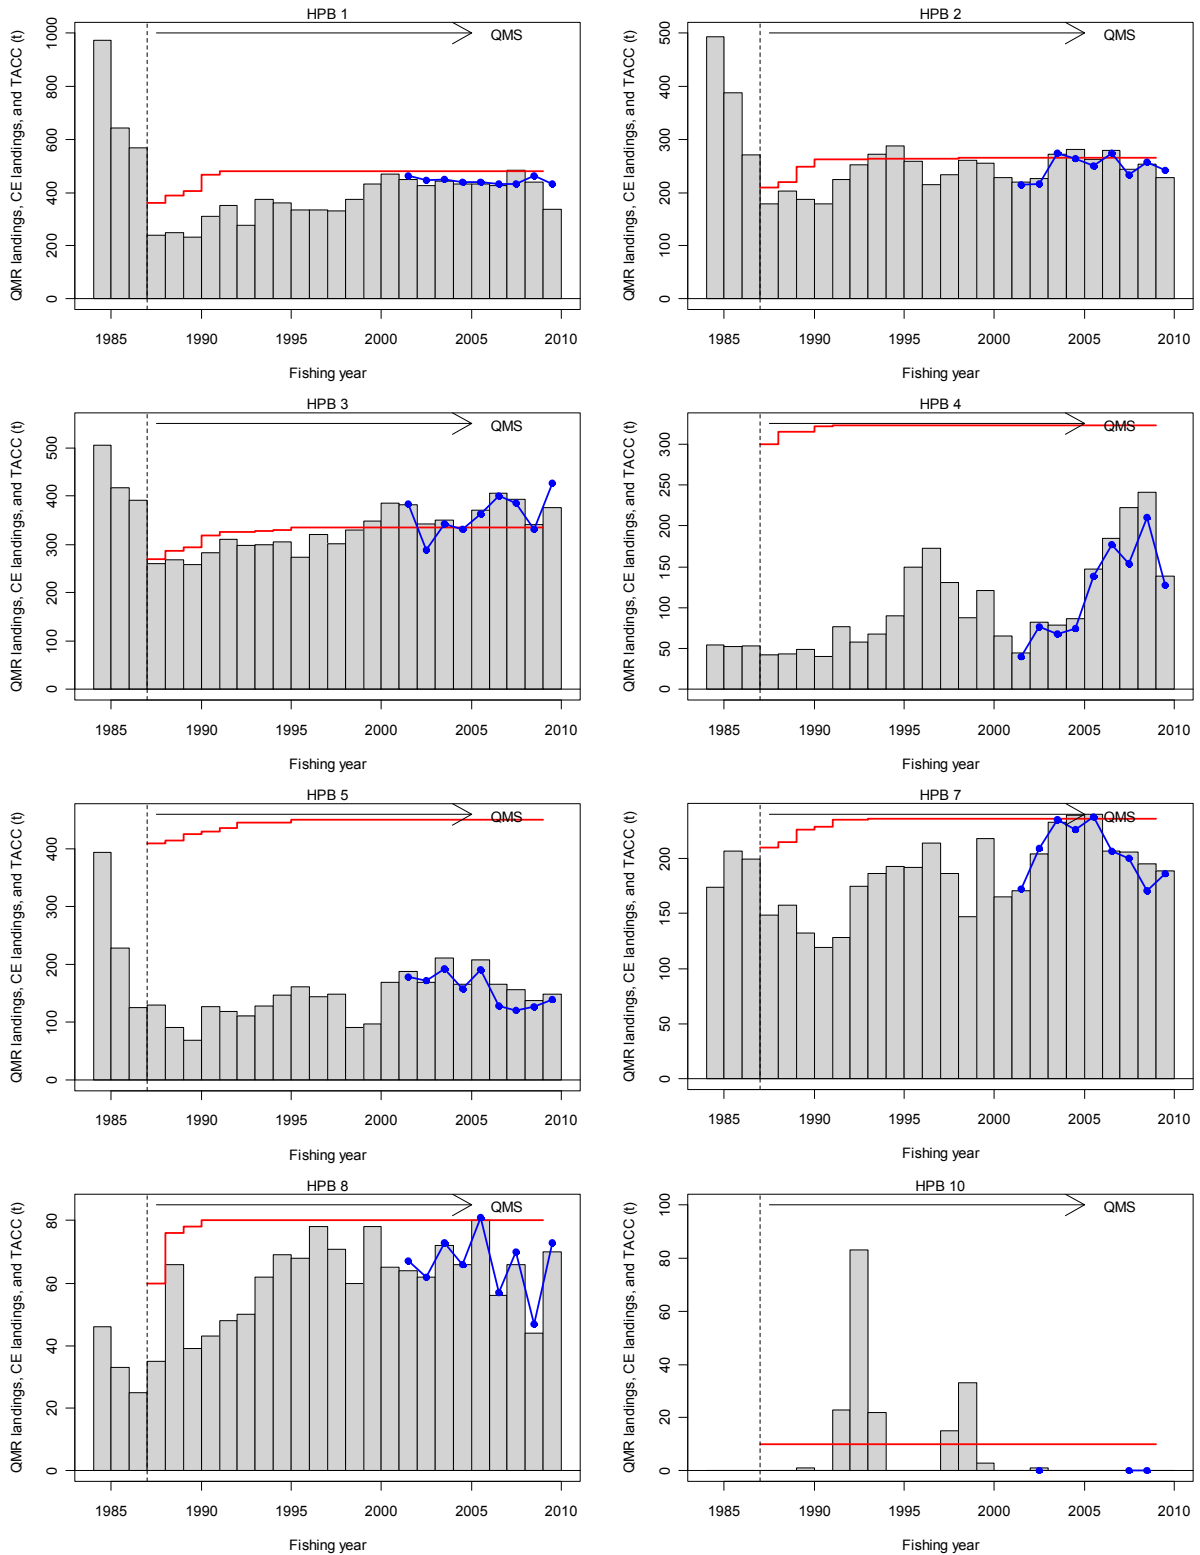 HPB 1
QMS
QMR landings, CE landings, and TACC (t)
0 200 400 600 800 1000
1985 1990 1995 2000 2005 2010
Fishing year
HPB 2
QMS
QMR landings, CE landings, and TACC (t)
0 100 200 300 400 500
1985 1990 1995 2000 2005 2010
Fishing year
HPB 3
QMS
QMR landings, CE landings, and TACC (t)
0 100 200 300 400 500
1985 1990 1995 2000 2005 2010
Fishing year
HPB 4
QMS
QMR landings, CE landings, and TACC (t)
0 50 100 150 200 250 300
1985 1990 1995 2000 2005 2010
Fishing year
HPB 5
QMS
QMR landings, CE landings, and TACC (t)
0 100 200 300 400
1985 1990 1995 2000 2005 2010
Fishing year
HPB 7
QMS
QMR landings, CE landings, and TACC (t)
0 50 100 150 200
1985 1990 1995 2000 2005 2010
Fishing year
HPB 8
QMS
QMR landings, CE landings, and TACC (t)
0 20 40 60 80
1985 1990 1995 2000 2005 2010
Fishing year
HPB 10
QMS
QMR landings, CE landings, and TACC (t)
0 20 40 60 80 100
1985 1990 1995 2000 2005 2010
Fishing year